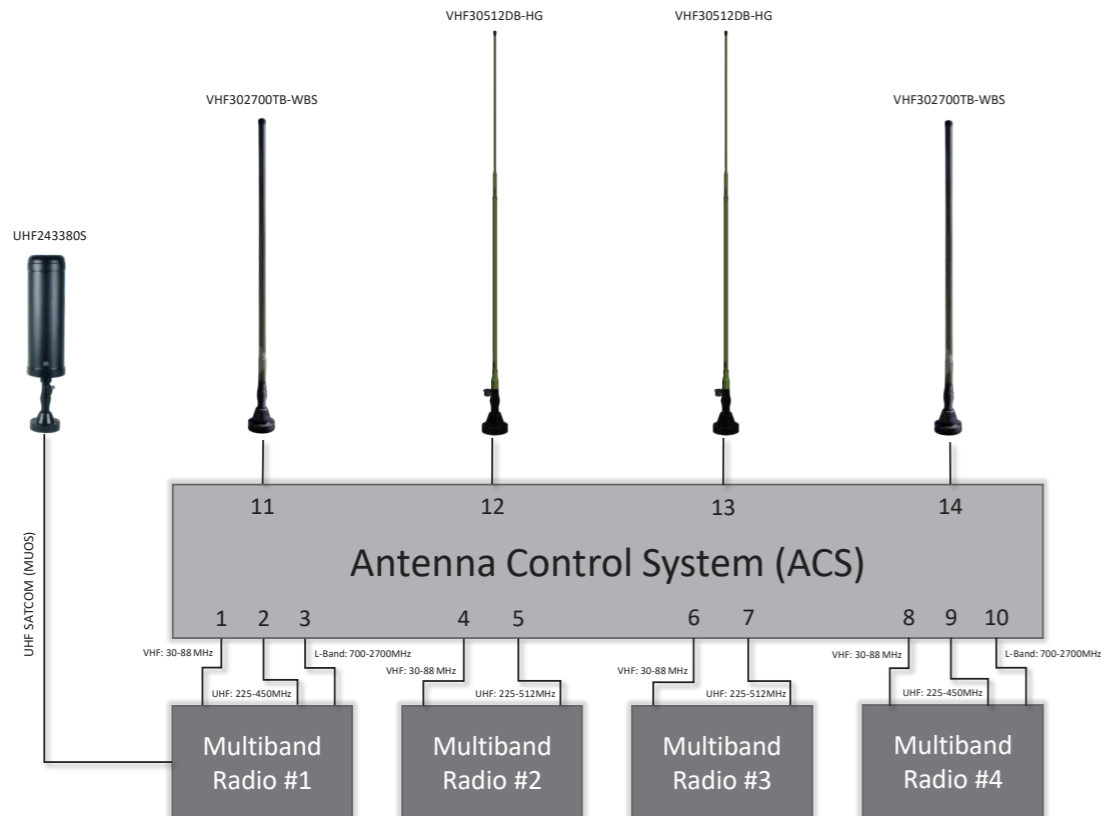 VHF30512DB-HG
VHF30512DB-HG
VHF302700TB-WBS
VHF302700TB-WBS
UHF243380S
11
12
13
14
Antenna Control System (ACS)
UHF SATCOM (MUOS)
1
2
3
4
5
6
7
8
9
10
VHF: 30-88 MHz
L-Band: 700-2700MHz
VHF: 30-88 MHz
VHF: 30-88 MHz
VHF: 30-88 MHz
L-Band: 700-2700MHz
UHF: 225-450MHz
UHF: 225-512MHz
UHF: 225-512MHz
UHF: 225-450MHz
Multiband
Radio #1
Multiband
Radio #2
Multiband
Radio #3
Multiband
Radio #4